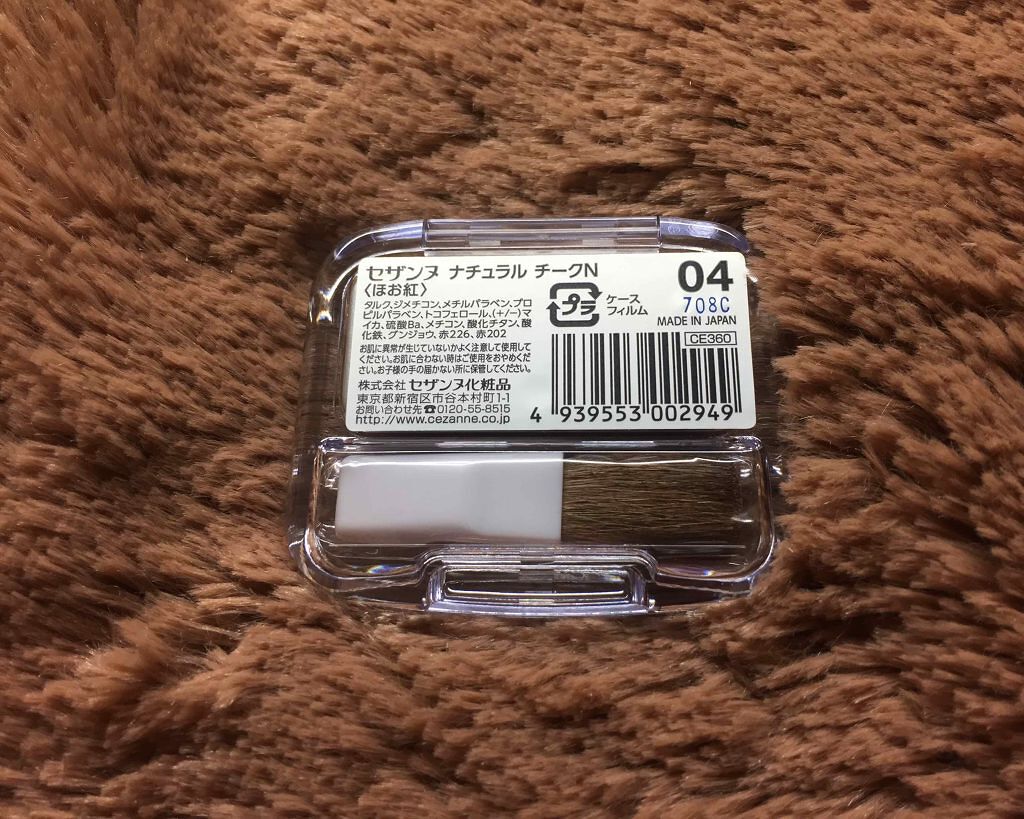 セザンヌ ナチュラル チークN
〈ほお紅〉
タルク,ジメチコン,メチルパラベン,プロ
ピルパラベン,トコフェロール,(+/−)マ
イカ,硫酸Ba,メチコン,酸化チタン,酸
化鉄,グンジョウ,赤226,赤202
お肌に異常が生じていないかよく注意して使用して
ください。お肌に合わない時はご使用をおやめくだ
さい。お子様の手の届かない所に保管してください。
株式会社 セザンヌ化粧品
東京都新宿区市谷本村町1-1
お問い合わせ先☎0120-55-8515
http://www.cezanne.co.jp
プラ
ケース
フィルム
04
708C
MADE IN JAPAN
CE360
4 939553 002949